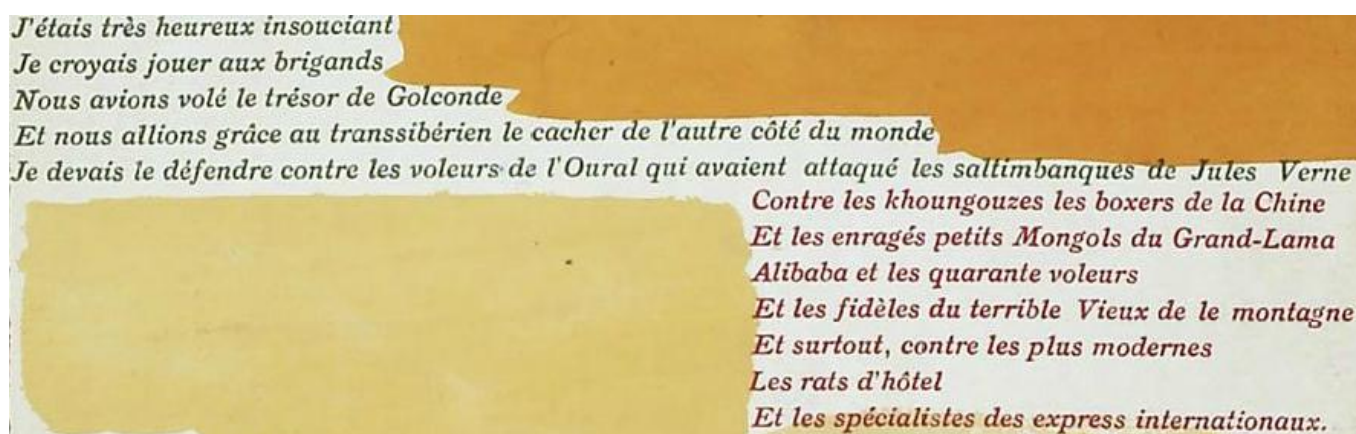 J'étais très heureux insouciant
Je croyais jouer aux brigands
Nous avions volé le trésor de Golconde
Et nous allions grâce au transsibérien le cacher de l'autre côté du monde
Je devais le défendre contre les voleurs de l'Oural qui avaient attaqué les saltimbanques de Jules Verne
Contre les khoungouzes les boxers de la Chine
Et les enragés petits Mongols du Grand-Lama
Alibaba et les quarante voleurs
Et les fidèles du terrible Vieux de le montagne
Et surtout, contre les plus modernes
Les rats d'hôtel
Et les spécialistes des express internationaux.